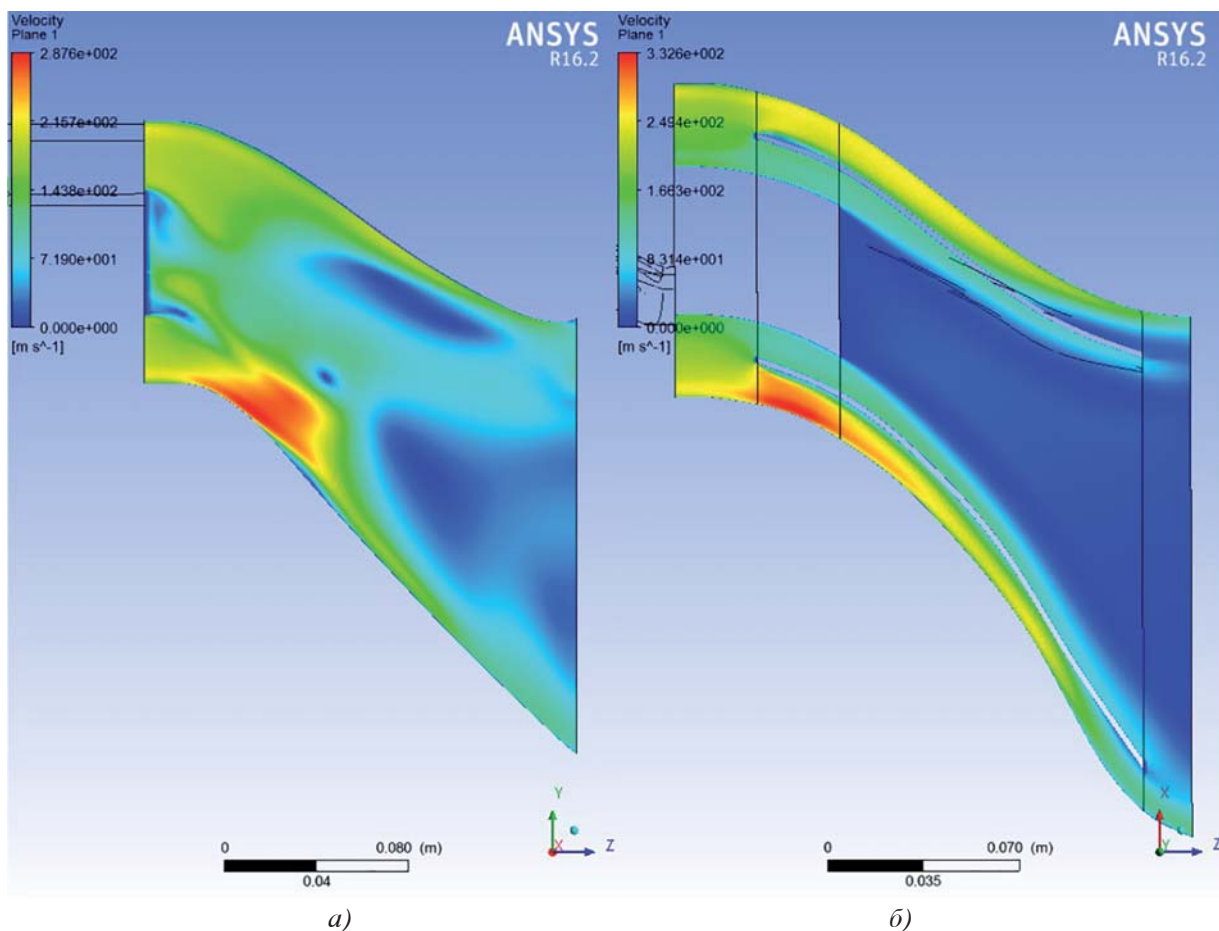 Velocity
Plane 1
2.876e+002
2.157e+002
1.438e+002
7.190e+001
0.000e+000
[m s^-1]
ANSYS
R16.2
Y
X
Z
0
0.080 (m)
0.04
а)
Velocity
Plane 1
3.326e+002
2.494e+002
1.663e+002
8.314e+001
0.000e+000
[m s^-1]
ANSYS
R16.2
X
Y
Z
0
0.070 (m)
0.035
б)